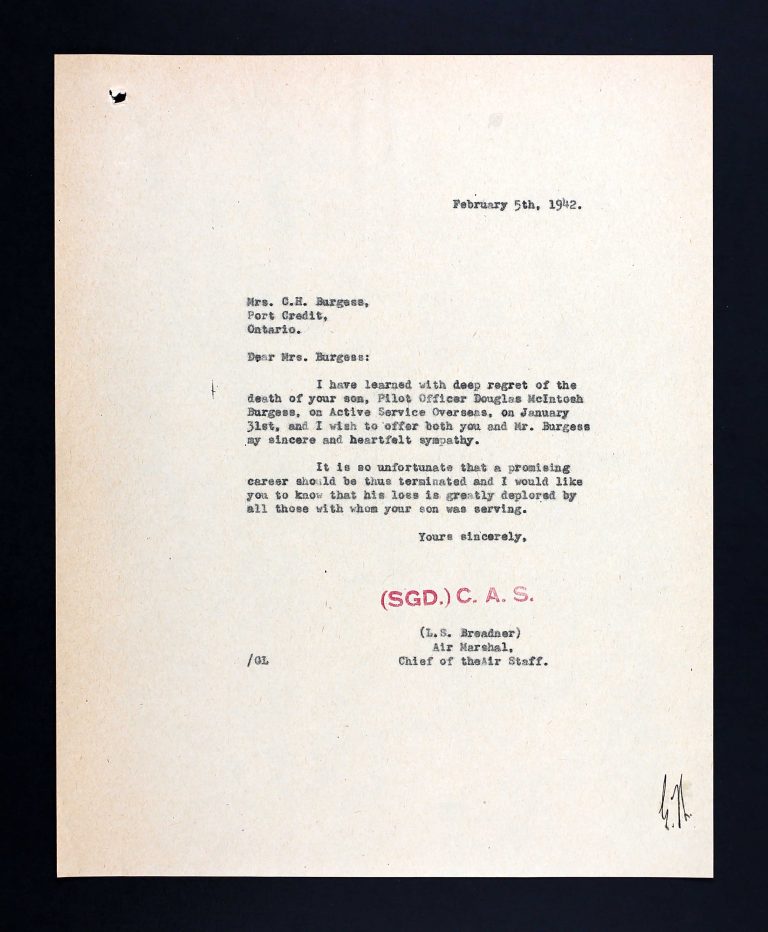 February 5th, 1942.
Mrs. C.H. Burgess,
Port Credit,
Ontario.
Dear Mrs. Burgess:
I have learned with deep regret of the
death of your son, Pilot Officer Douglas McIntosh
Burgess, on Active Service Overseas, on January
31st, and I wish to offer both you and Mr. Burgess
my sincere and heartfelt sympathy.
It is so unfortunate that a promising
career should be thus terminated and I would like
you to know that his loss is greatly deplored by
all those with whom your son was serving.
Yours sincerely,
(SGD.) C. A. S.
(L.S. Breadner)
Air Marshal,
/GL Chief of theAir Staff.